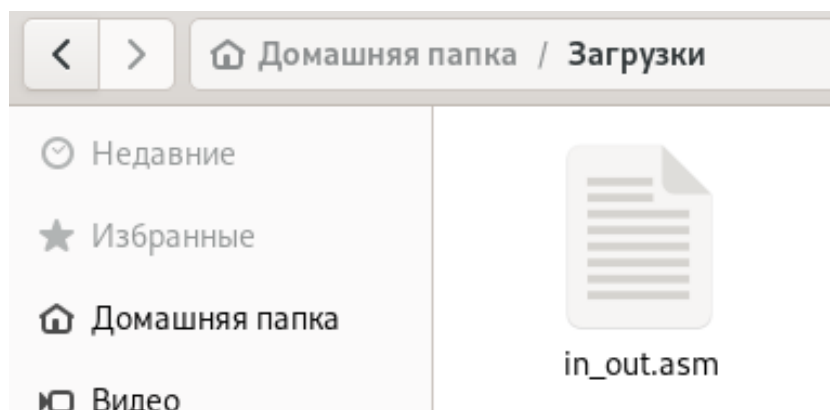 Домашняя папка / Загрузки
Недавние
Избранные
Домашняя папка
Видео
in_out.asm